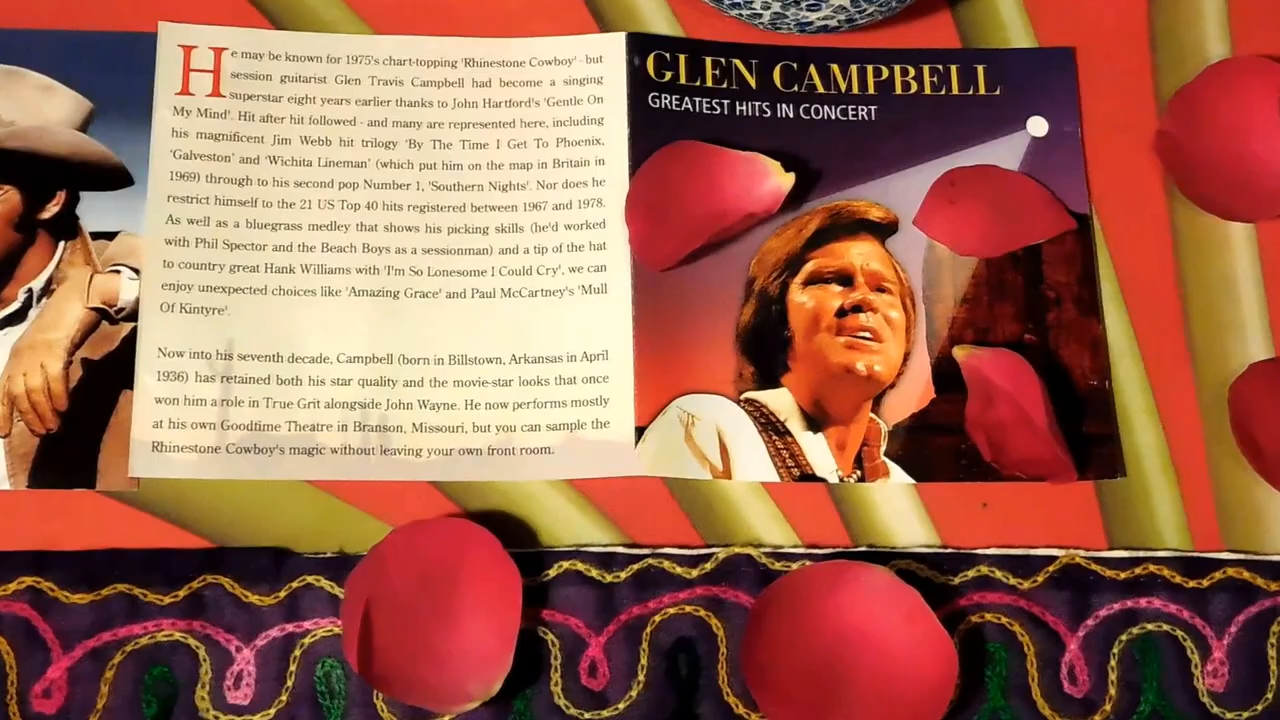 He may be known for 1975's chart-topping 'Rhinestone Cowboy' - but
session guitarist Glen Travis Campbell had become a singing
superstar eight years earlier thanks to John Hartford's 'Gentle On
My Mind'. Hit after hit followed - and many are represented here, including
his magnificent Jim Webb hit trilogy 'By The Time I Get To Phoenix,
'Galveston' and 'Wichita Lineman' (which put him on the map in Britain in
1969) through to his second pop Number 1, 'Southern Nights'. Nor does he
restrict himself to the 21 US Top 40 hits registered between 1967 and 1978.
As well as a bluegrass medley that shows his picking skills (he'd worked
with Phil Spector and the Beach Boys as a sessionman) and a tip of the hat
to country great Hank Williams with 'I'm So Lonesome I Could Cry', we can
enjoy unexpected choices like 'Amazing Grace' and Paul McCartney's 'Mull
Of Kintyre'.
Now into his seventh decade, Campbell (born in Billstown, Arkansas in April
1936) has retained both his star quality and the movie-star looks that once
won him a role in True Grit alongside John Wayne. He now performs mostly
at his own Goodtime Theatre in Branson, Missouri, but you can sample the
Rhinestone Cowboy's magic without leaving your own front room.
GLEN CAMPBELL
GREATEST HITS IN CONCERT